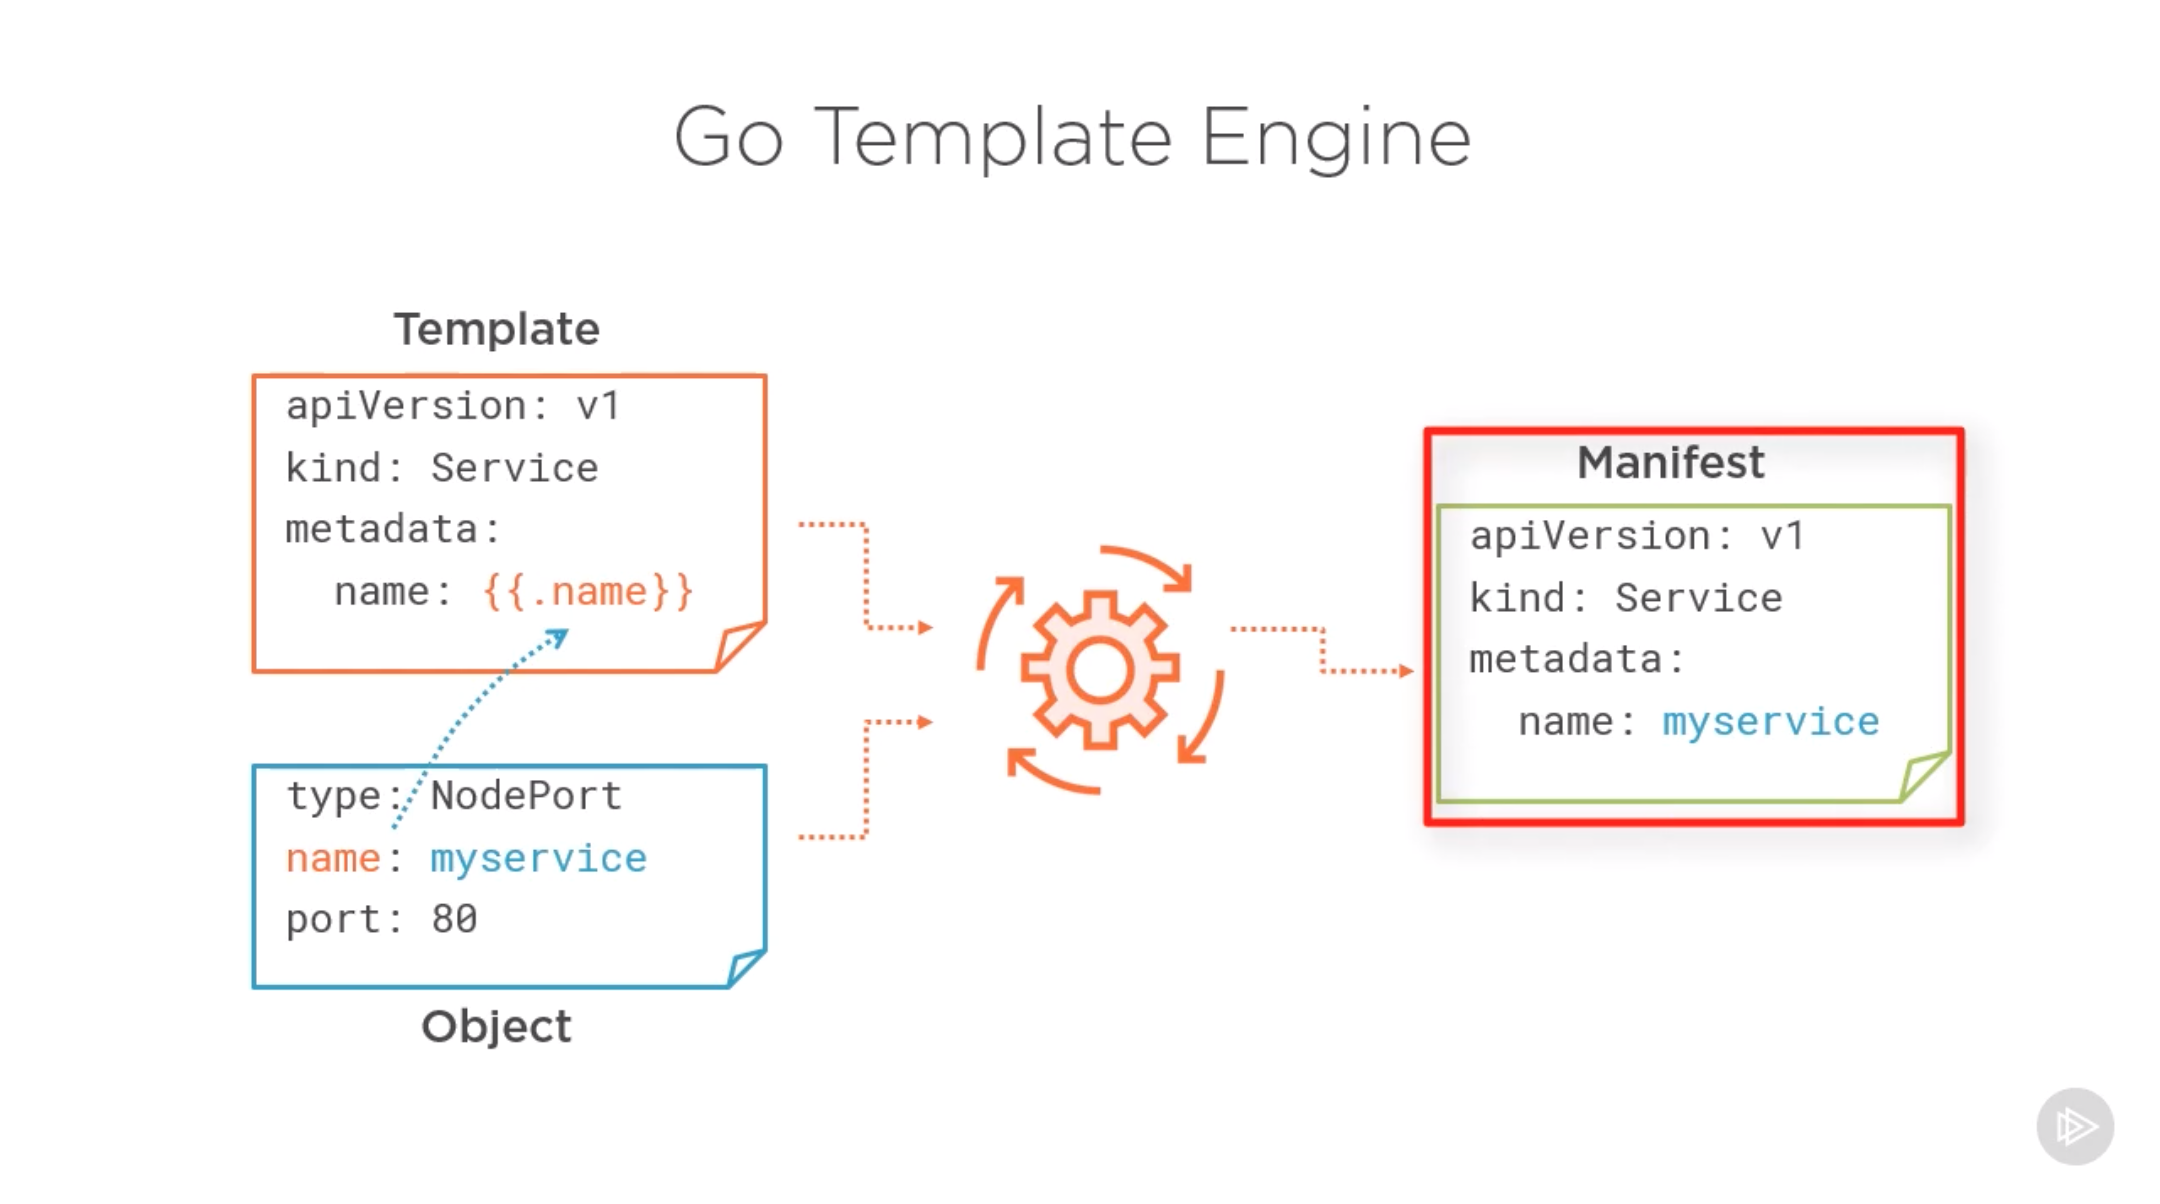 Go Template Engine
Template
apiVersion: v1
kind: Service
metadata:
  name: {{.name}}
type: NodePort
name: myservice
port: 80
Object
Manifest
apiVersion: v1
kind: Service
metadata:
  name: myservice